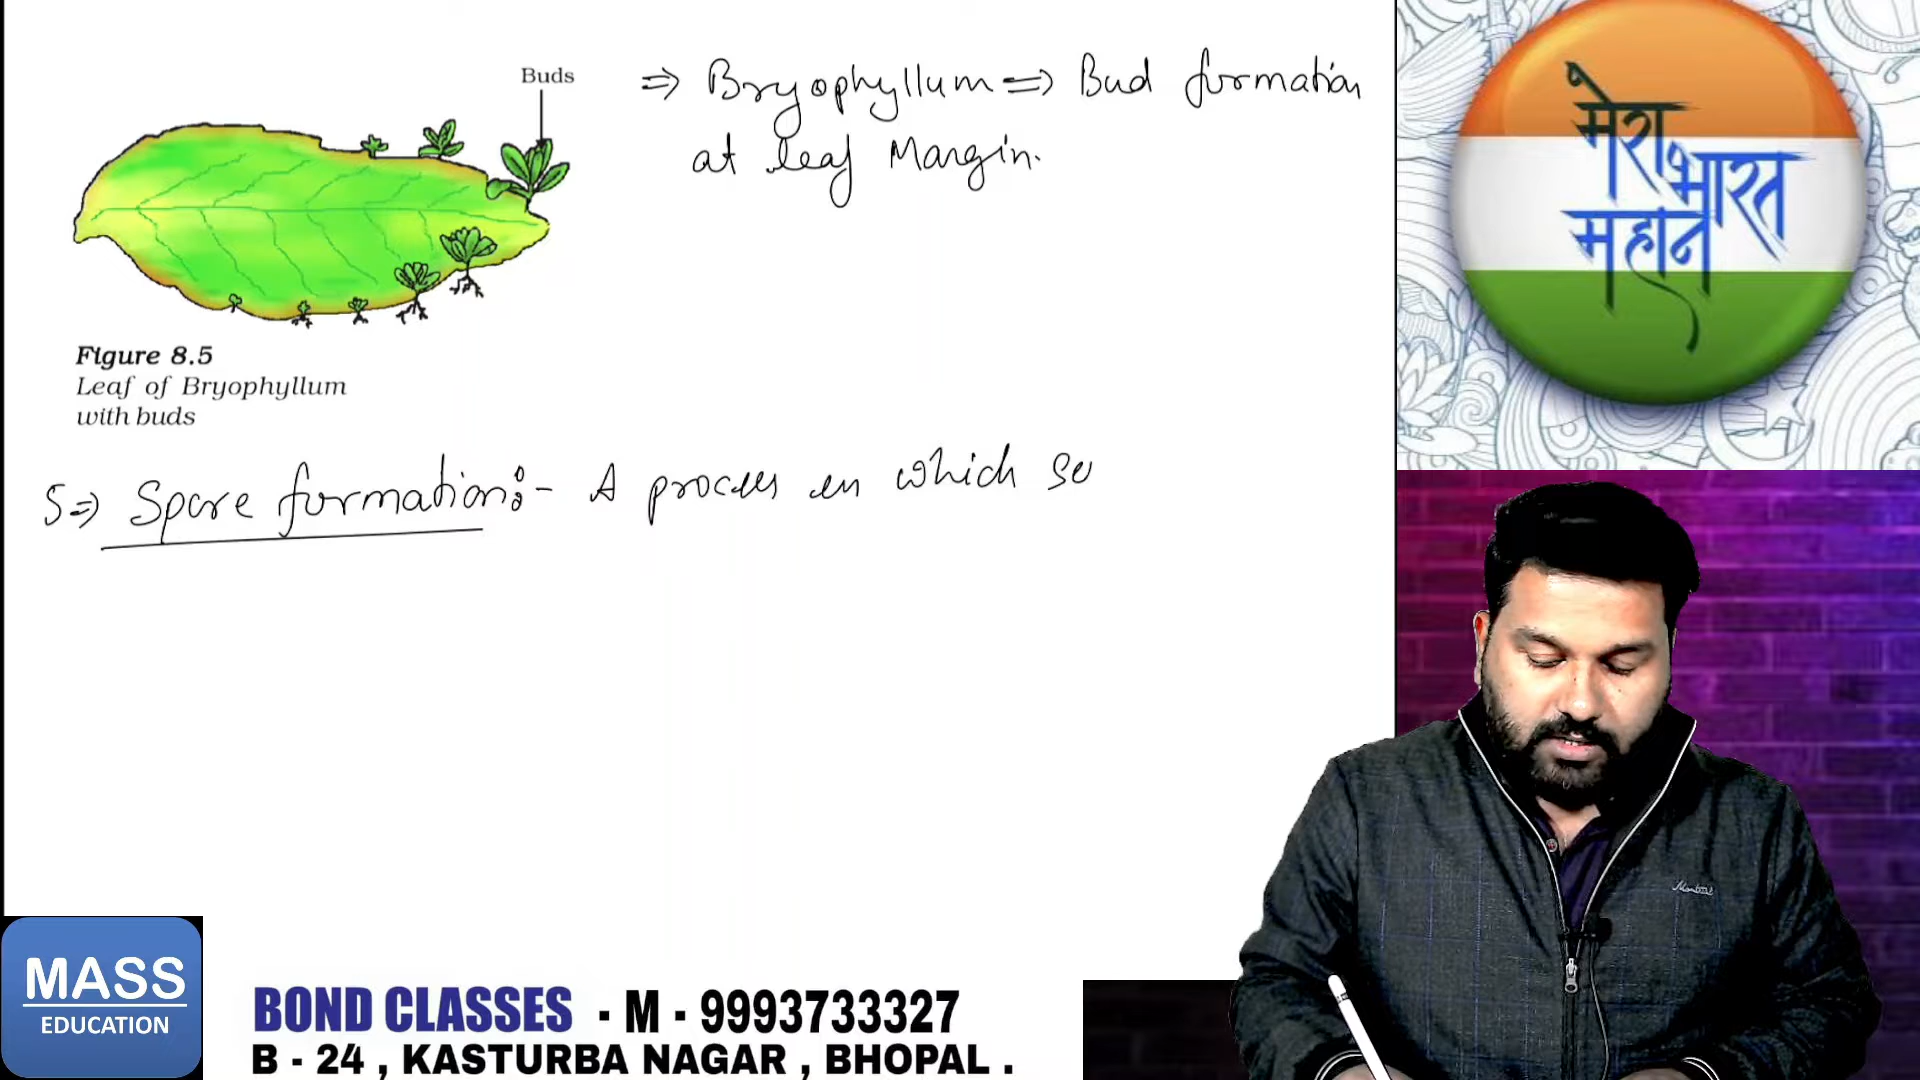 Buds
⇒ Bryophyllum ⇒ Bud formation
at leaf Margin.
Figure 8.5
Leaf of Bryophyllum
with buds
5⇒ Spore formation:- A process in which so
मेरा
भारत
महान
MASS
EDUCATION
BOND CLASSES - M - 9993733327
B - 24 , KASTURBA NAGAR , BHOPAL .